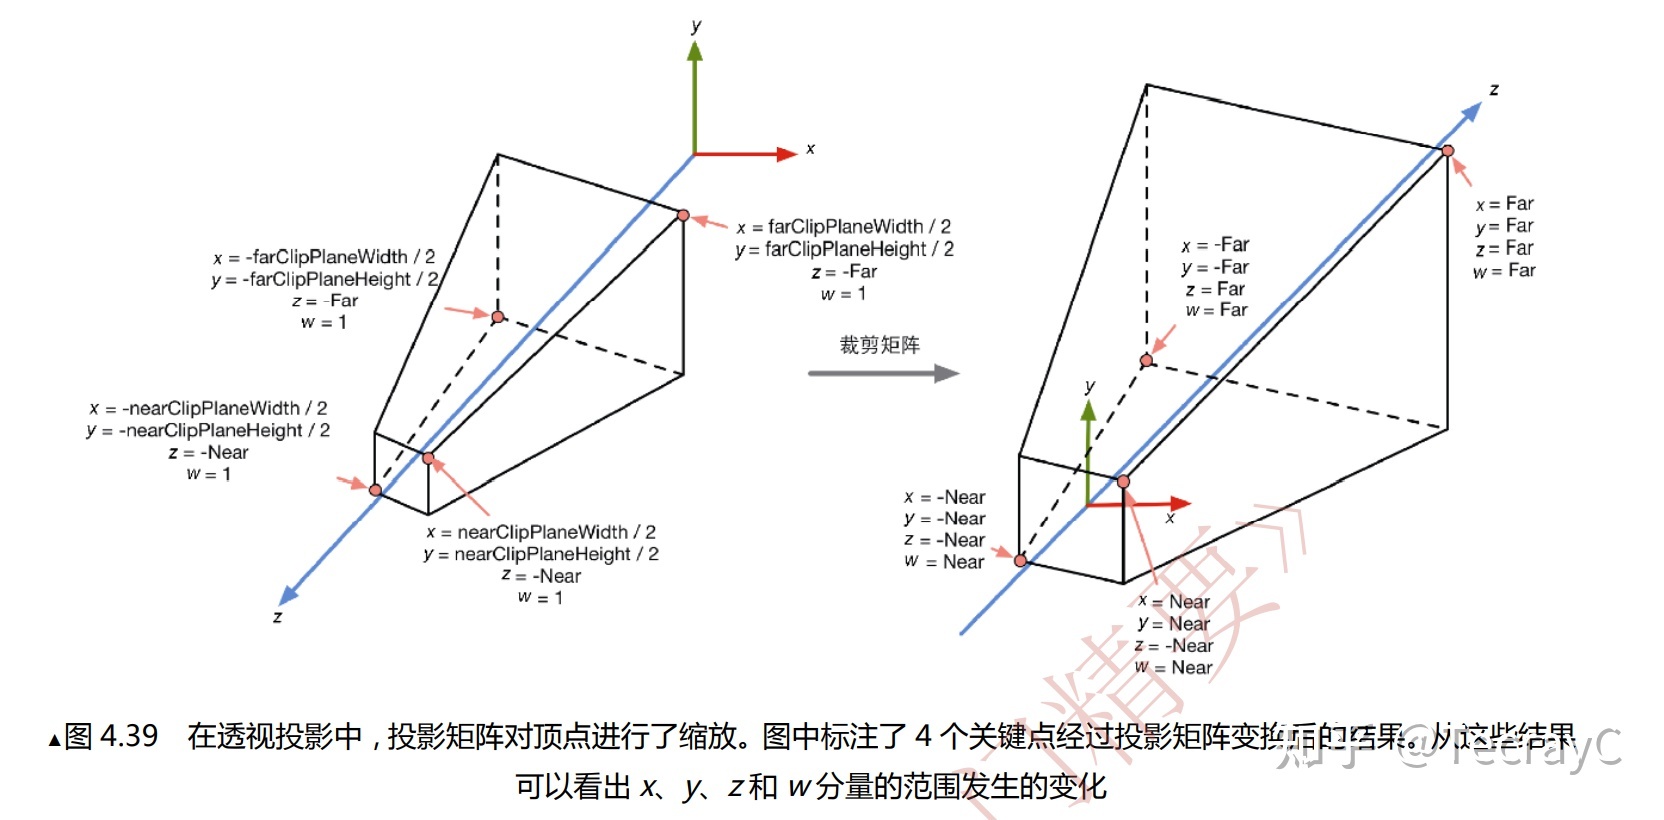 y
x
z
x = -farClipPlaneWidth / 2
y = -farClipPlaneHeight / 2
z = -Far
w = 1
x = farClipPlaneWidth / 2
y = farClipPlaneHeight / 2
z = -Far
w = 1
x = -nearClipPlaneWidth / 2
y = -nearClipPlaneHeight / 2
z = -Near
w = 1
x = nearClipPlaneWidth / 2
y = nearClipPlaneHeight / 2
z = -Near
w = 1
z
裁剪矩阵
x = Far
y = Far
z = Far
w = Far
x = -Far
y = -Far
z = Far
w = Far
y
x
x = -Near
y = -Near
z = -Near
w = Near
x = Near
y = Near
z = -Near
w = Near
▲图 4.39 在透视投影中，投影矩阵对顶点进行了缩放。图中标注了 4 个关键点经过投影矩阵变换后的结果。从这些结果
可以看出 x、y、z 和 w 分量的范围发生的变化
门精要》
知乎 @TecrayC